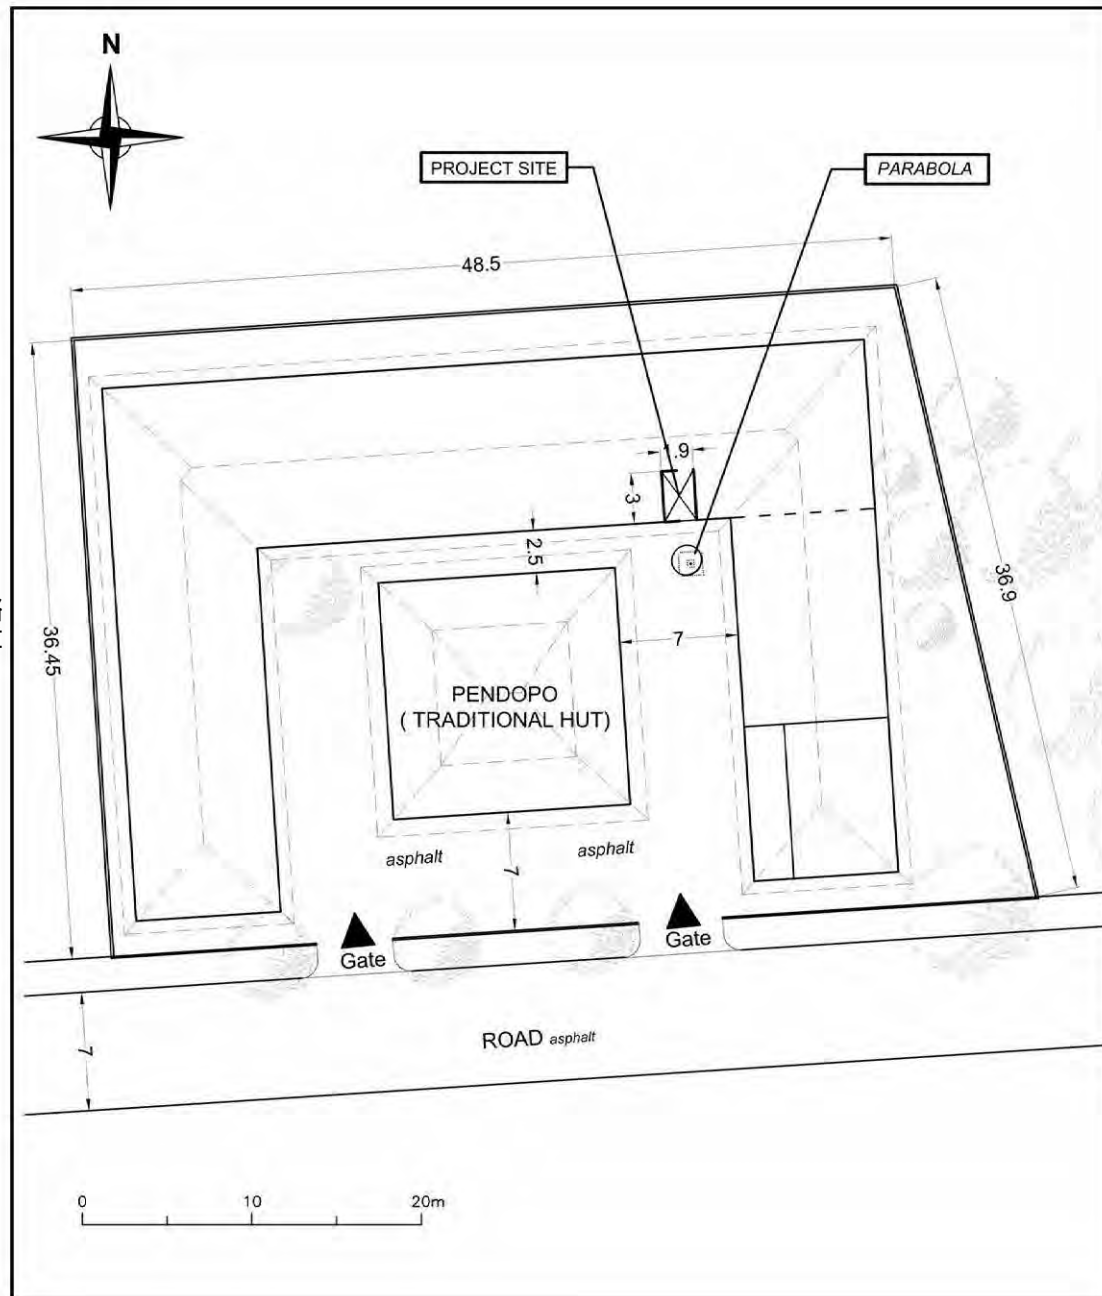 N
PROJECT SITE
PARABOLA
48.5
.9
3
2.5
36.9
36.45
7
PENDOPO
( TRADITIONAL HUT)
asphalt
asphalt
7
Gate
Gate
ROAD asphalt
7
0
10
20m